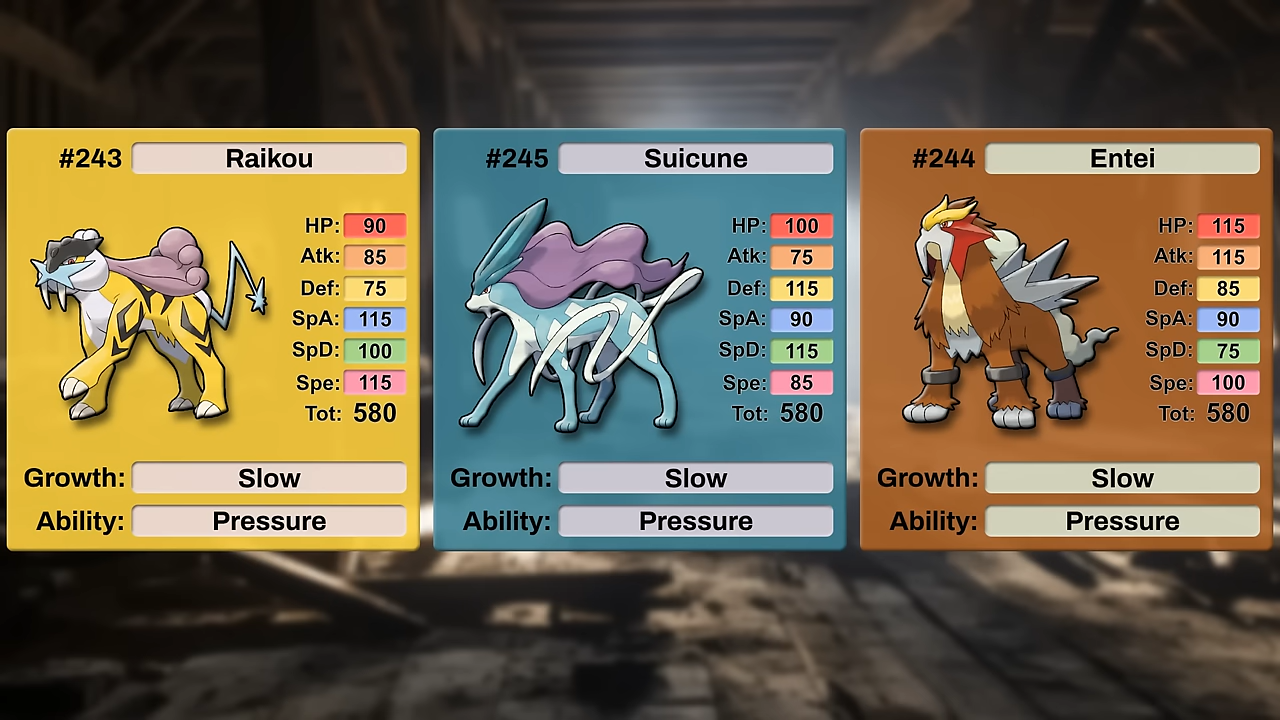 #243 Raikou
HP: 90
Atk: 85
Def: 75
SpA: 115
SpD: 100
Spe: 115
Tot: 580
Growth: Slow
Ability: Pressure
#245 Suicune
HP: 100
Atk: 75
Def: 115
SpA: 90
SpD: 115
Spe: 85
Tot: 580
Growth: Slow
Ability: Pressure
#244 Entei
HP: 115
Atk: 115
Def: 85
SpA: 90
SpD: 75
Spe: 100
Tot: 580
Growth: Slow
Ability: Pressure